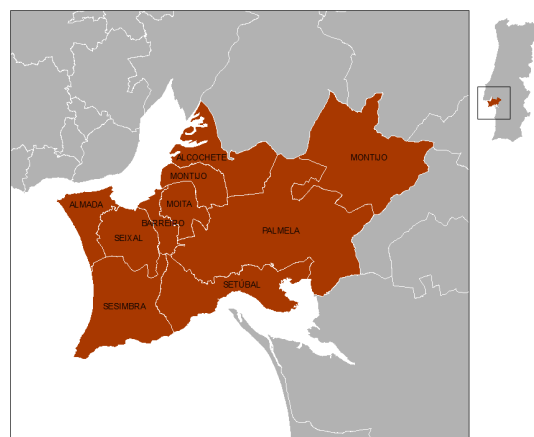 ALCOCHETE
MONTIJO
MONTIJO
ALMADA
MOITA
BARREIRO
SEIXAL
PALMELA
SETÚBAL
SESIMBRA